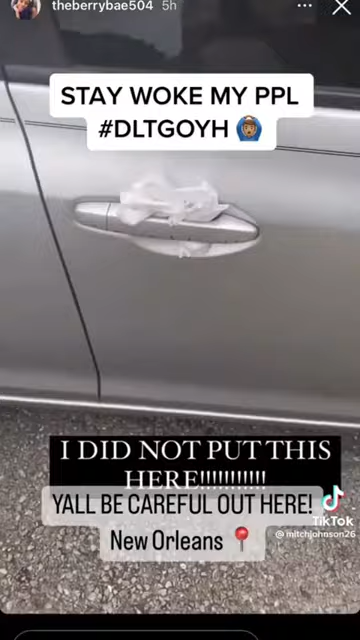 theberrybae504 5h
STAY WOKE MY PPL
#DLTGOYH
I DID NOT PUT THIS
HERE!!!!!!!!!!!
YALL BE CAREFUL OUT HERE!
TikTok
New Orleans
@mitchjohnson26